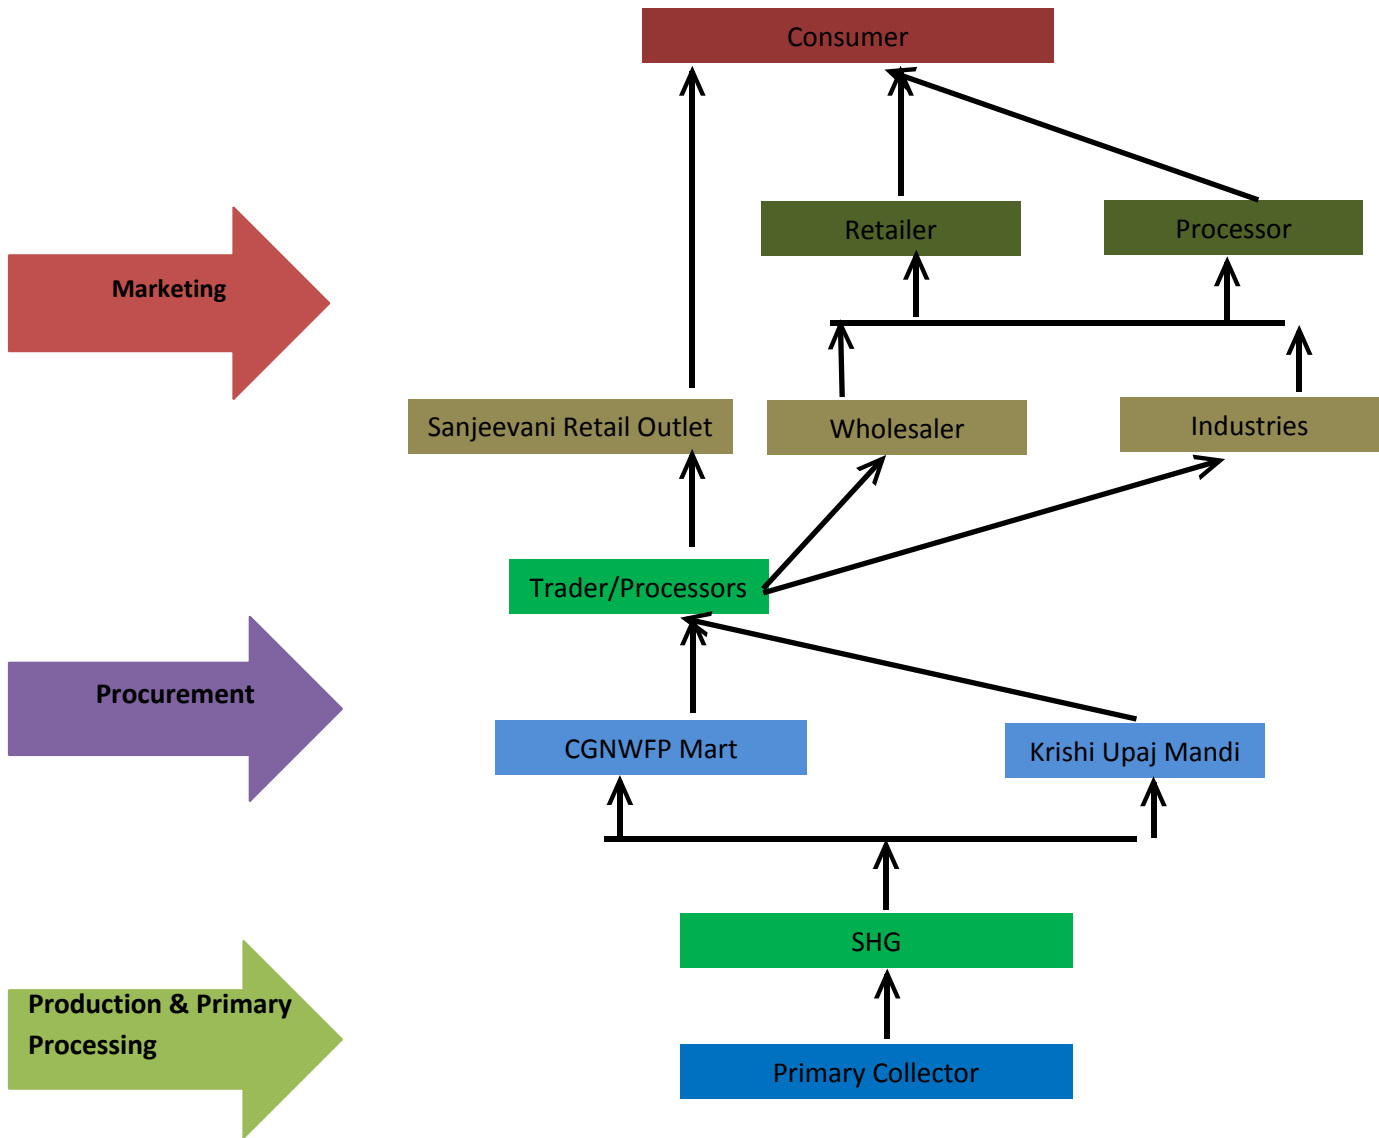 Consumer
Retailer
Processor
Marketing
Sanjeevani Retail Outlet
Wholesaler
Industries
Trader/Processors
Procurement
CGNWFP Mart
Krishi Upaj Mandi
SHG
Production & Primary
Processing
Primary Collector